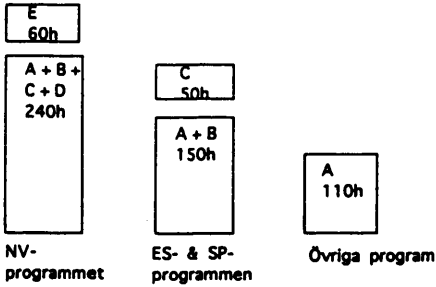 E
60h
A + B +
C + D
240h
NV-
programmet
C
50h
A + B
150h
ES- & SP-
programmen
A
110h
Övriga program